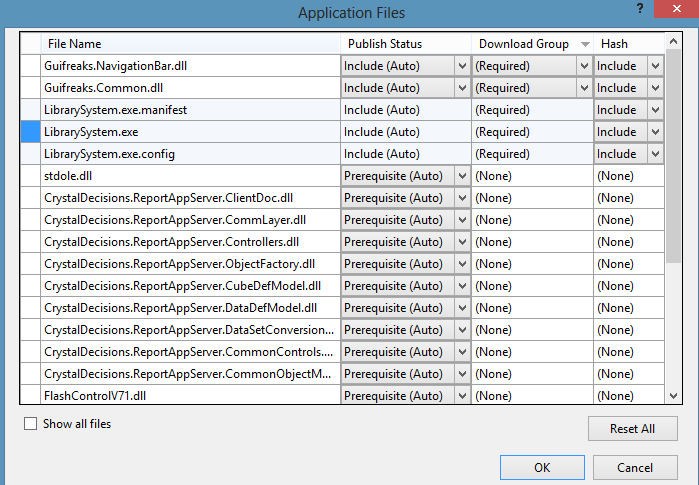 Application Files
File Name Publish Status Download Group Hash
Guifreaks.NavigationBar.dll Include (Auto) (Required) Include
Guifreaks.Common.dll Include (Auto) (Required) Include
LibrarySystem.exe.manifest Include (Auto) (Required) Include
LibrarySystem.exe Include (Auto) (Required) Include
LibrarySystem.exe.config Include (Auto) (Required) Include
stdole.dll Prerequisite (Auto) (None) (None)
CrystalDecisions.ReportAppServer.ClientDoc.dll Prerequisite (Auto) (None) (None)
CrystalDecisions.ReportAppServer.CommLayer.dll Prerequisite (Auto) (None) (None)
CrystalDecisions.ReportAppServer.Controllers.dll Prerequisite (Auto) (None) (None)
CrystalDecisions.ReportAppServer.ObjectFactory.dll Prerequisite (Auto) (None) (None)
CrystalDecisions.ReportAppServer.CubeDefModel.dll Prerequisite (Auto) (None) (None)
CrystalDecisions.ReportAppServer.DataDefModel.dll Prerequisite (Auto) (None) (None)
CrystalDecisions.ReportAppServer.DataSetConversion... Prerequisite (Auto) (None) (None)
CrystalDecisions.ReportAppServer.CommonControls.... Prerequisite (Auto) (None) (None)
CrystalDecisions.ReportAppServer.CommonObjectM... Prerequisite (Auto) (None) (None)
FlashControlV71.dll Prerequisite (Auto) (None) (None)
Show all files
Reset All
OK Cancel